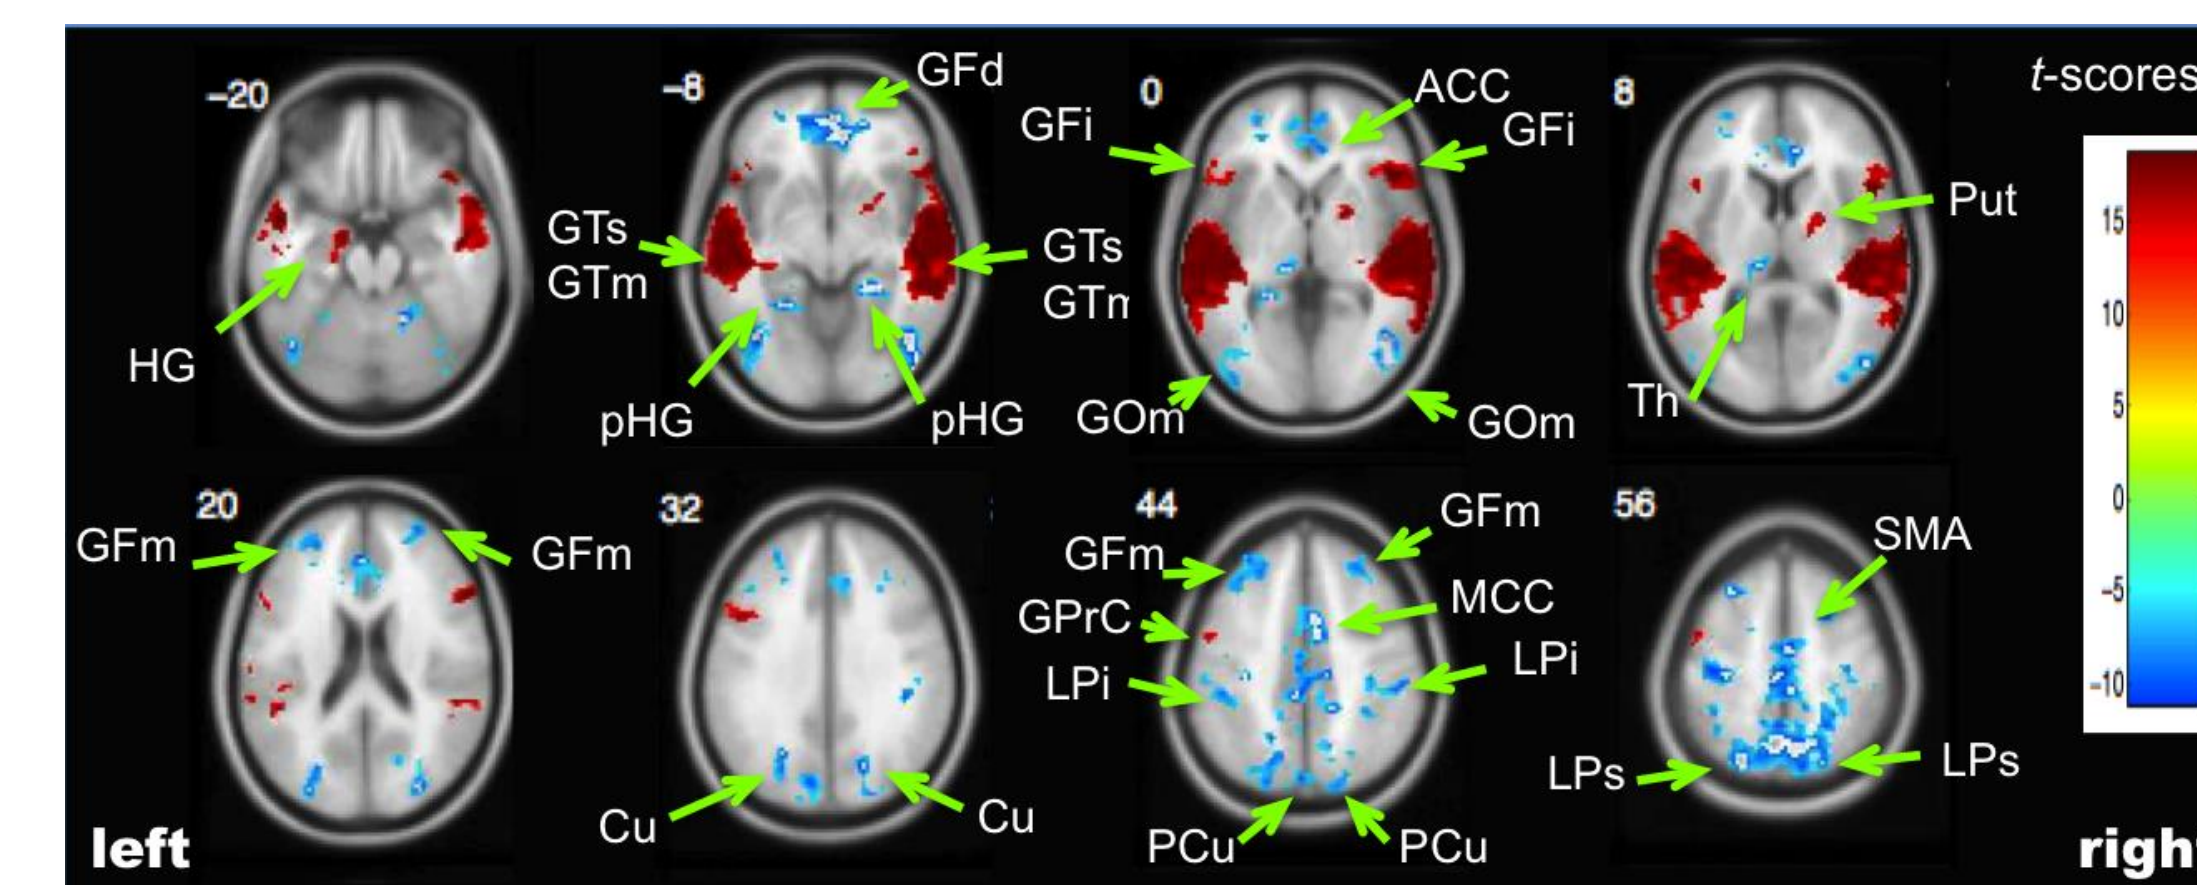 -20
HG
-8
GFd
GTs
GTm
GTs
GTm
pHG
pHG
0
ACC
GFi
GFi
GOm
GOm
8
Put
Th
t-scores
15
10
5
0
-5
-10
20
GFm
GFm
32
Cu
Cu
44
GFm
GFm
GPrC
MCC
LPi
LPi
PCu
PCu
56
SMA
LPs
LPs
left
righ